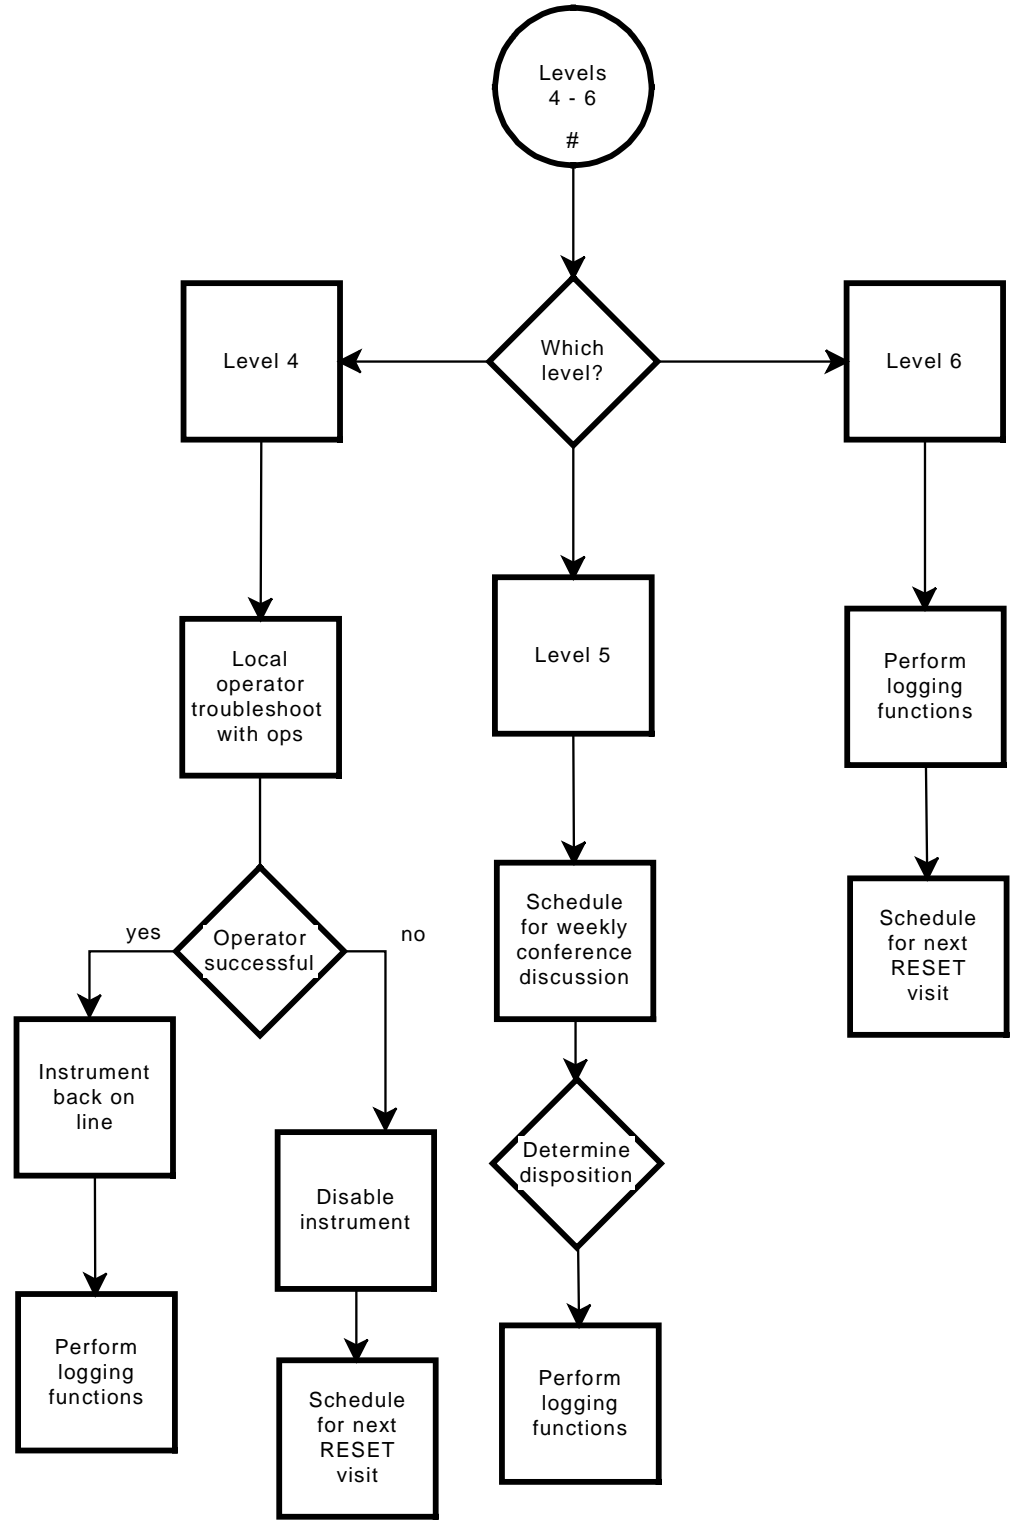 Levels
4 - 6
#
Which
level?
Level 4
Level 6
Level 5
Local
operator
troubleshoot
with ops
Perform
logging
functions
Schedule
for weekly
conference
discussion
Schedule
for next
RESET
visit
yes
Operator
successful
no
Instrument
back on
line
Determine
disposition
Disable
instrument
Perform
logging
functions
Schedule
for next
RESET
visit
Perform
logging
functions